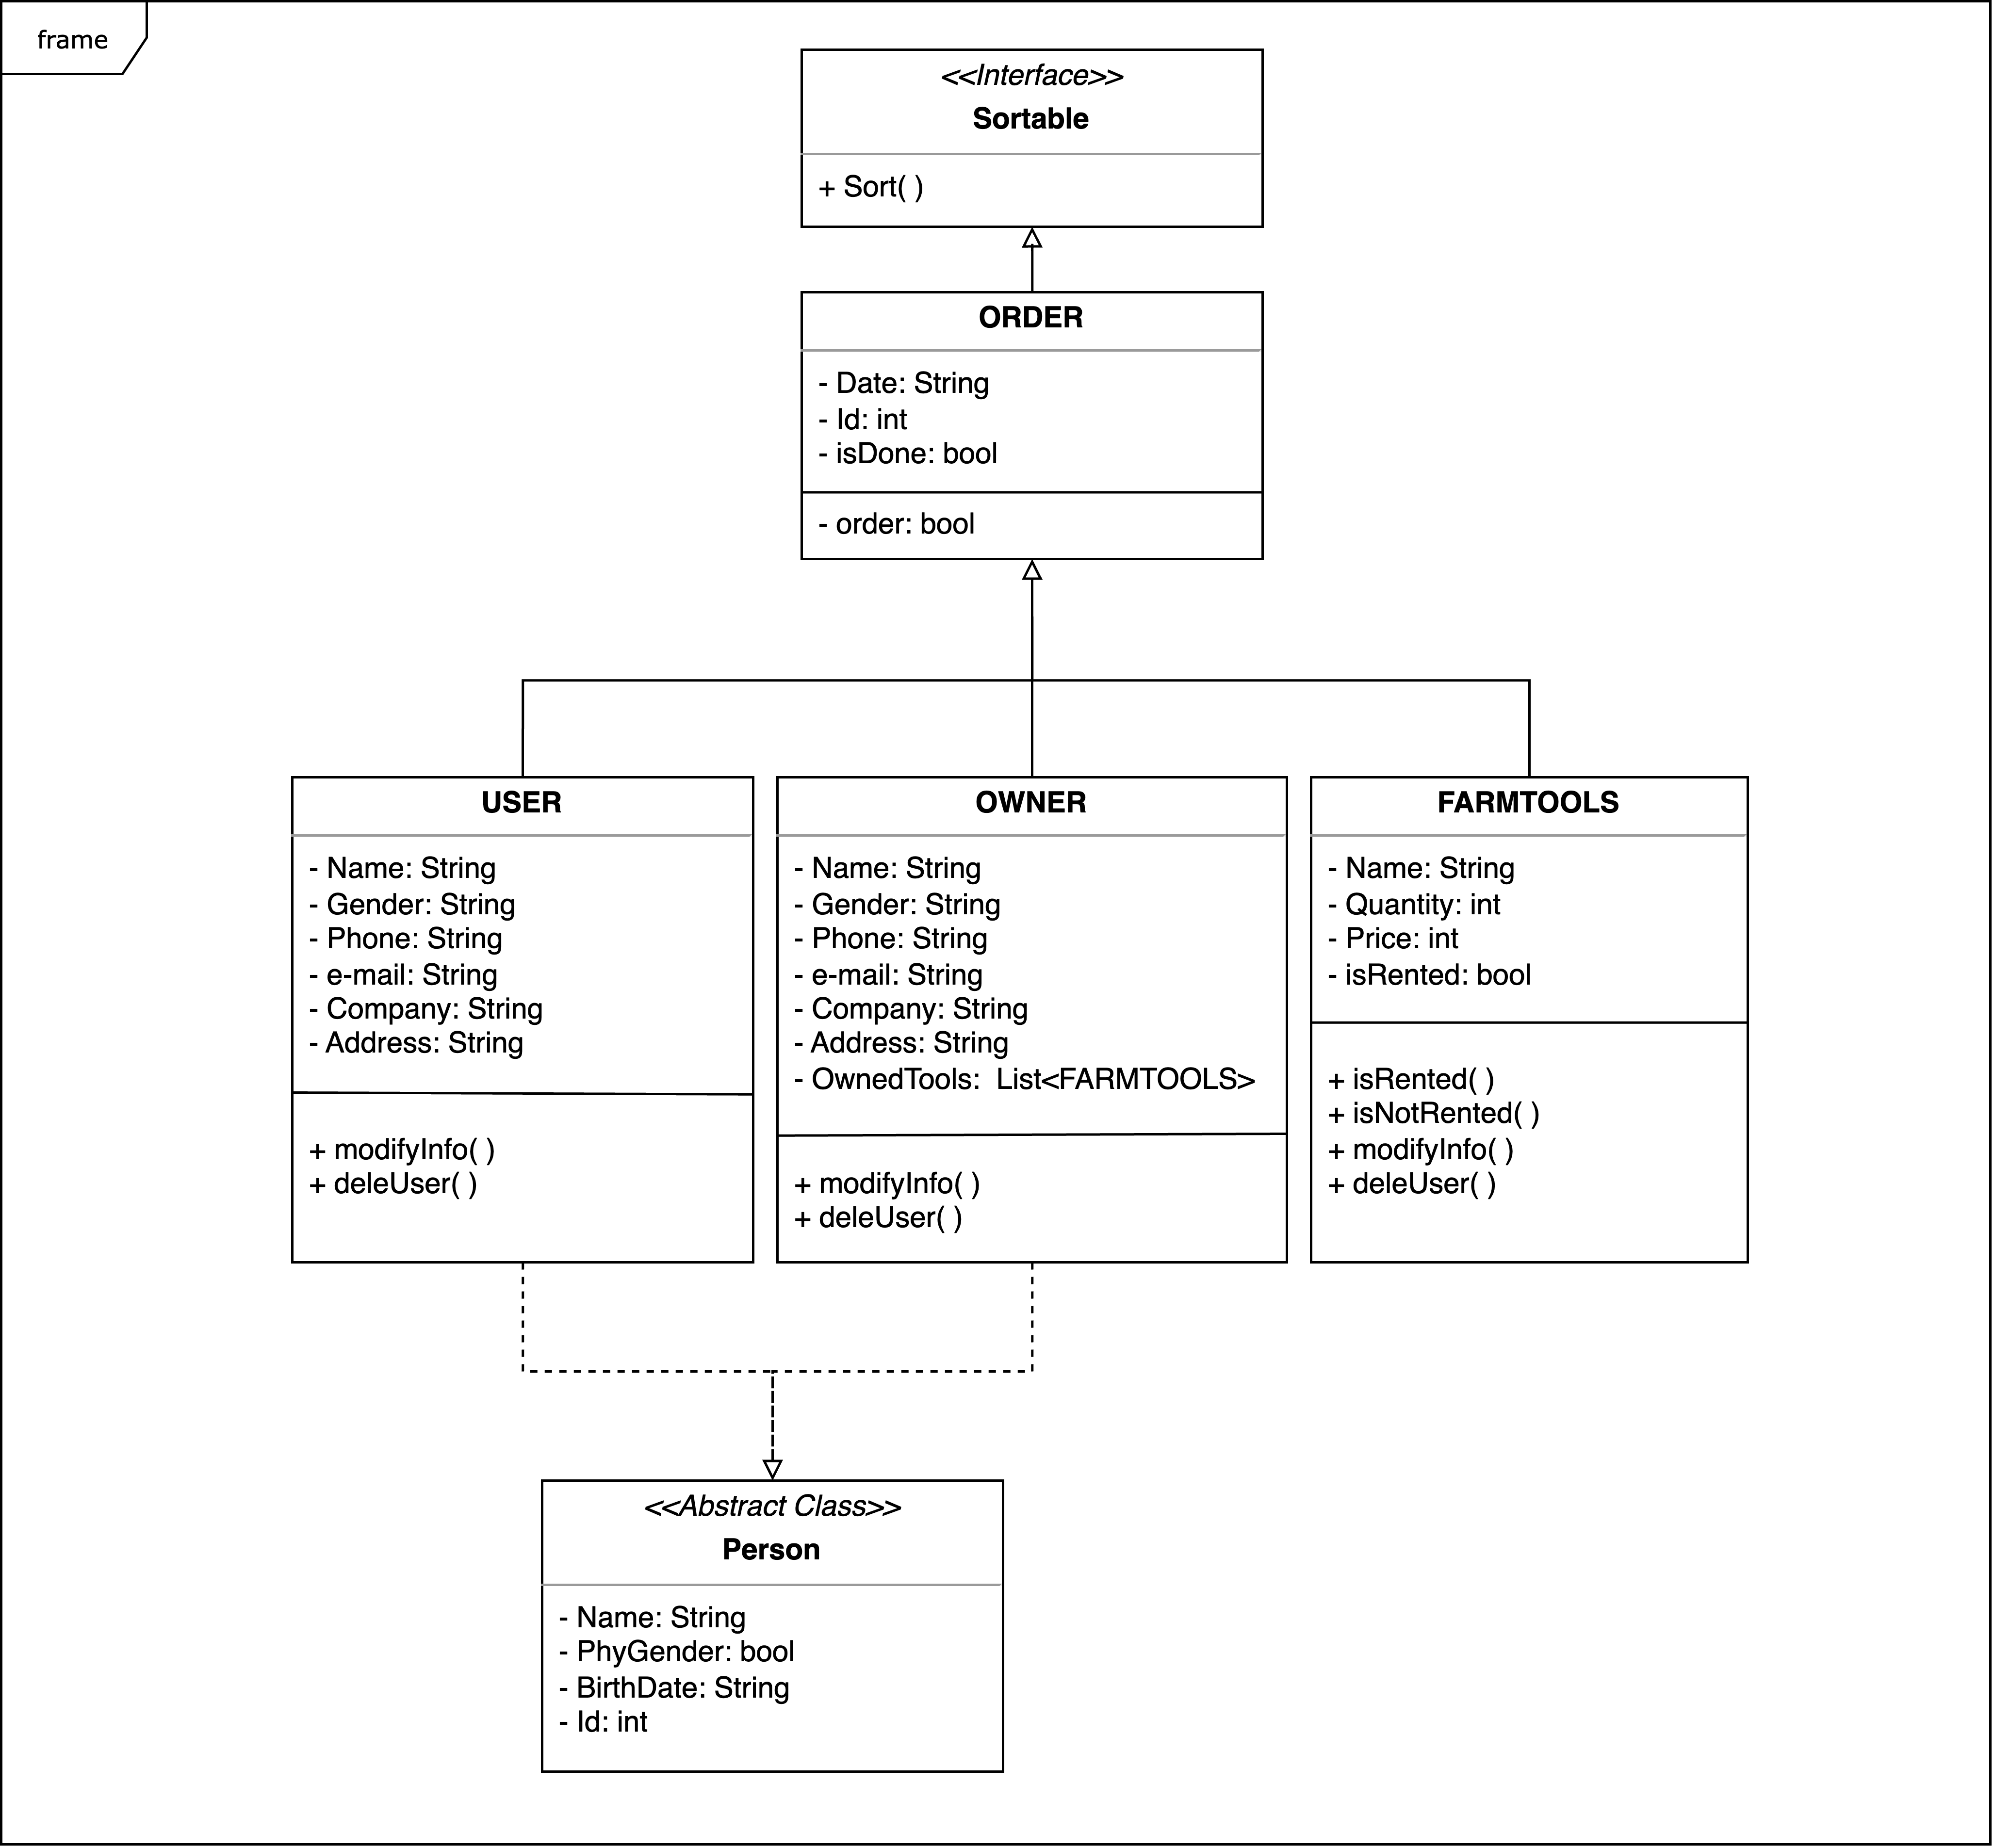 frame
<<Interface>>
Sortable
+ Sort( )
ORDER
- Date: String
- Id: int
- isDone: bool
- order: bool
USER
- Name: String
- Gender: String
- Phone: String
- e-mail: String
- Company: String
- Address: String
+ modifyInfo( )
+ deleUser( )
OWNER
- Name: String
- Gender: String
- Phone: String
- e-mail: String
- Company: String
- Address: String
- OwnedTools:  List<FARMTOOLS>
+ modifyInfo( )
+ deleUser( )
FARMTOOLS
- Name: String
- Quantity: int
- Price: int
- isRented: bool
+ isRented( )
+ isNotRented( )
+ modifyInfo( )
+ deleUser( )
<<Abstract Class>>
Person
- Name: String
- PhyGender: bool
- BirthDate: String
- Id: int